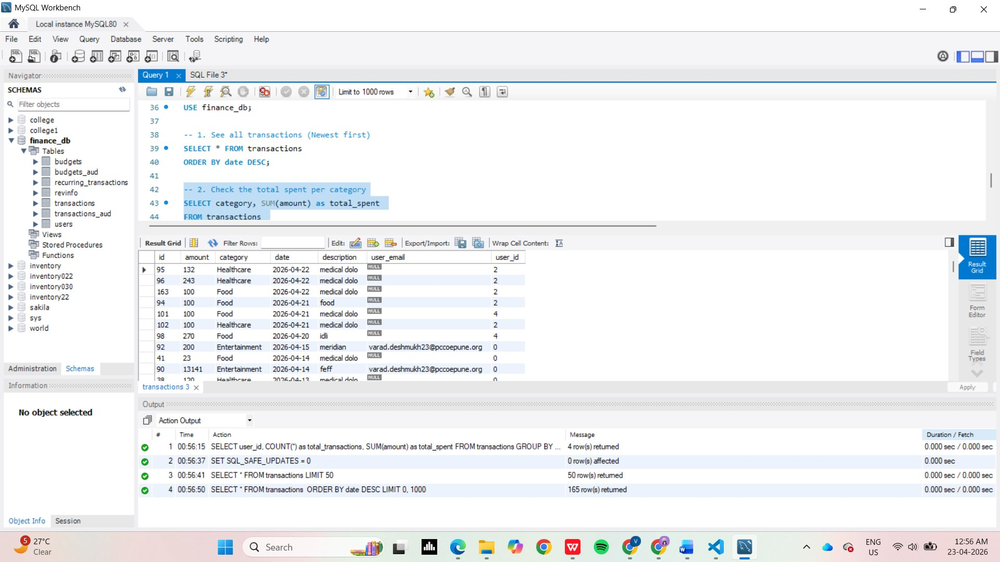 MySQL Workbench
Local instance MySQL80
File Edit View Query Database Server Tools Scripting Help
Navigator
SCHEMAS
Filter objects
college
college1
finance_db
Tables
budgets
budgets_aud
recurring_transactions
revinfo
transactions
transactions_aud
users
Views
Stored Procedures
Functions
inventory
inventory022
inventory030
inventory22
sakila
sys
world
Administration Schemas
Information
No object selected
Object Info Session
Query 1 SQL File 3*
Limit to 1000 rows
36 USE finance_db;
37
38 -- 1. See all transactions (Newest first)
39 SELECT * FROM transactions
40 ORDER BY date DESC;
41
42 -- 2. Check the total spent per category
43 SELECT category, SUM(amount) as total_spent
44 FROM transactions
Result Grid Filter Rows: Edit: Export/Import: Wrap Cell Content:
id amount category date description user_email user_id
95 132 Healthcare 2026-04-22 medical dolo NULL 2
96 243 Healthcare 2026-04-22 medical dolo NULL 2
163 100 Food 2026-04-22 medical dolo NULL 2
94 100 Food 2026-04-21 food NULL 2
101 100 Food 2026-04-21 medical dolo NULL 4
102 100 Healthcare 2026-04-21 medical dolo NULL 2
98 270 Food 2026-04-20 idli NULL 4
92 200 Entertainment 2026-04-15 meridian varad.deshmukh23@pccoepune.org 0
41 23 Food 2026-04-14 medical dolo NULL 0
90 13141 Entertainment 2026-04-14 feff varad.deshmukh23@pccoepune.org 0
38 120 Healthcare 2026-04-13 medical dolo NULL 0
Result Grid
Form Editor
Field Types
transactions 3
Apply
Output
Action Output
# Time Action Message Duration / Fetch
1 00:56:15 SELECT user_id, COUNT(*) as total_transactions, SUM(amount) as total_spent FROM transactions GROUP BY ... 4 row(s) returned 0.000 sec / 0.000 sec
2 00:56:37 SET SQL_SAFE_UPDATES = 0 0 row(s) affected 0.000 sec
3 00:56:41 SELECT * FROM transactions LIMIT 50 50 row(s) returned 0.000 sec / 0.000 sec
4 00:56:50 SELECT * FROM transactions ORDER BY date DESC LIMIT 0, 1000 165 row(s) returned 0.000 sec / 0.000 sec
5
27°C
Clear
Search
ENG
US
12:56 AM
23-04-2026